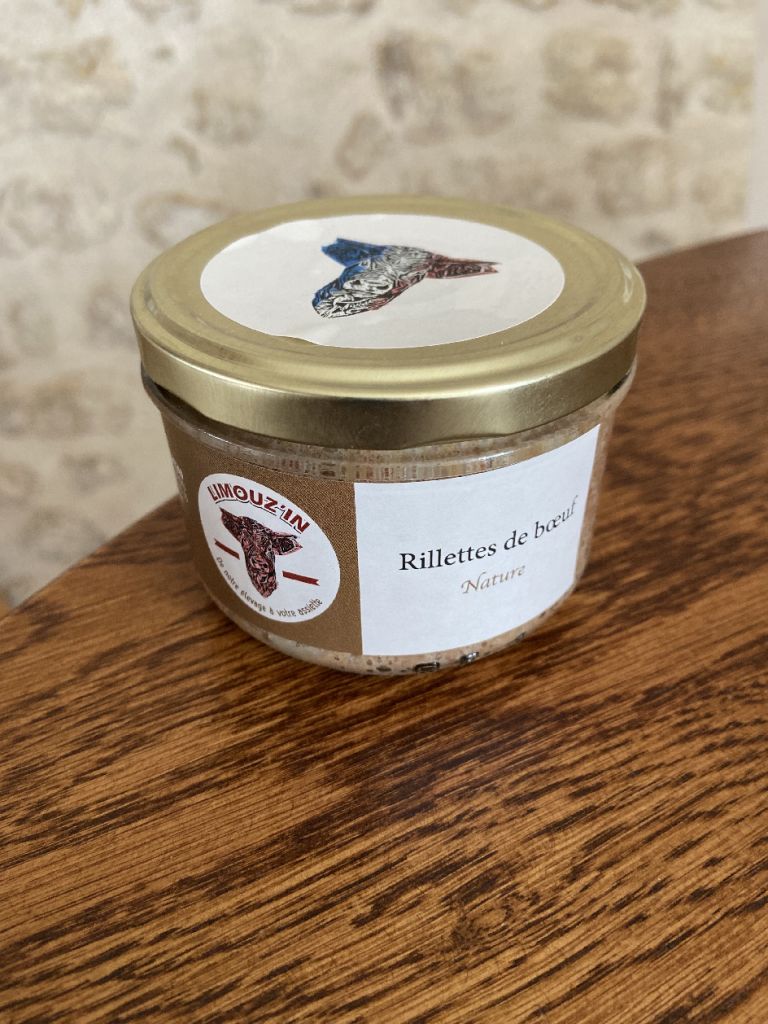 LIMOUZ'IN
De notre élevage à votre assiette
Rillettes de bœuf
Nature